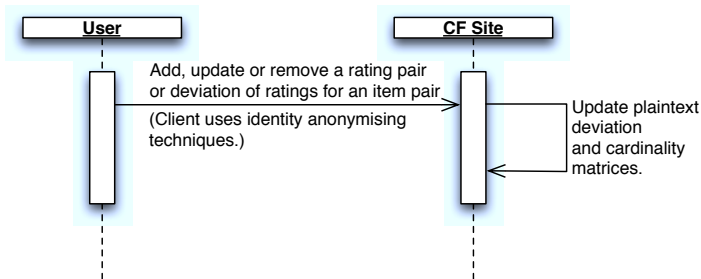 User
CF Site
Add, update or remove a rating pair
or deviation of ratings for an item pair
(Client uses identity anonymising
techniques.)
Update plaintext
deviation
and cardinality
matrices.